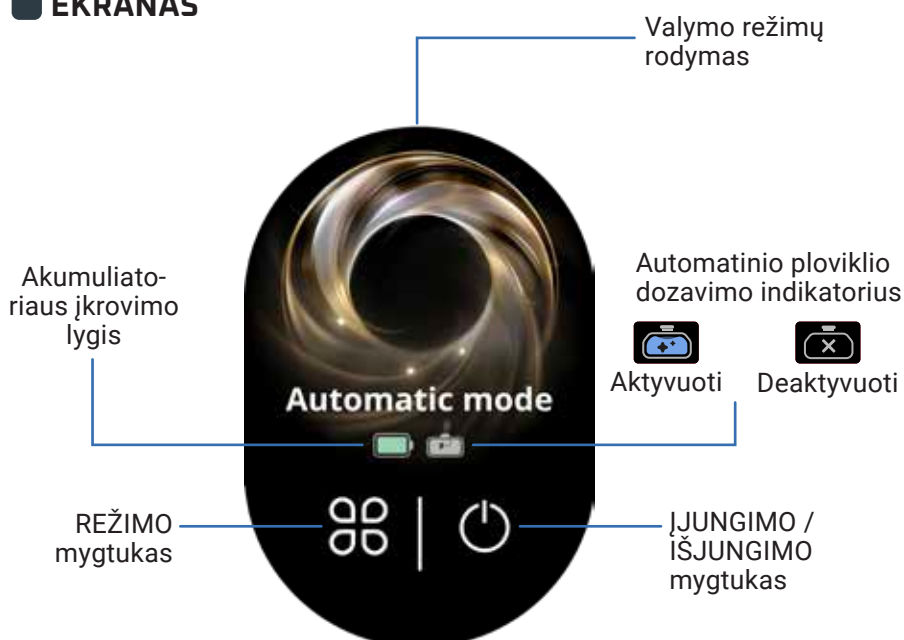 EKRANAS
Valymo režimų
rodymas
Akumuliato-
riaus įkrovimo
lygis
Automatinio ploviklio
dozavimo indikatorius
Aktyvuoti
Deaktyvuoti
Automatic mode
REŽIMO
mygtukas
ĮJUNGIMO /
IŠJUNGIMO
mygtukas